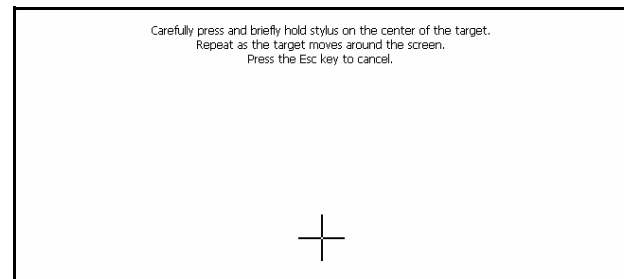 Carefully press and briefly hold stylus on the center of the target.
Repeat as the target moves around the screen.
Press the Esc key to cancel.